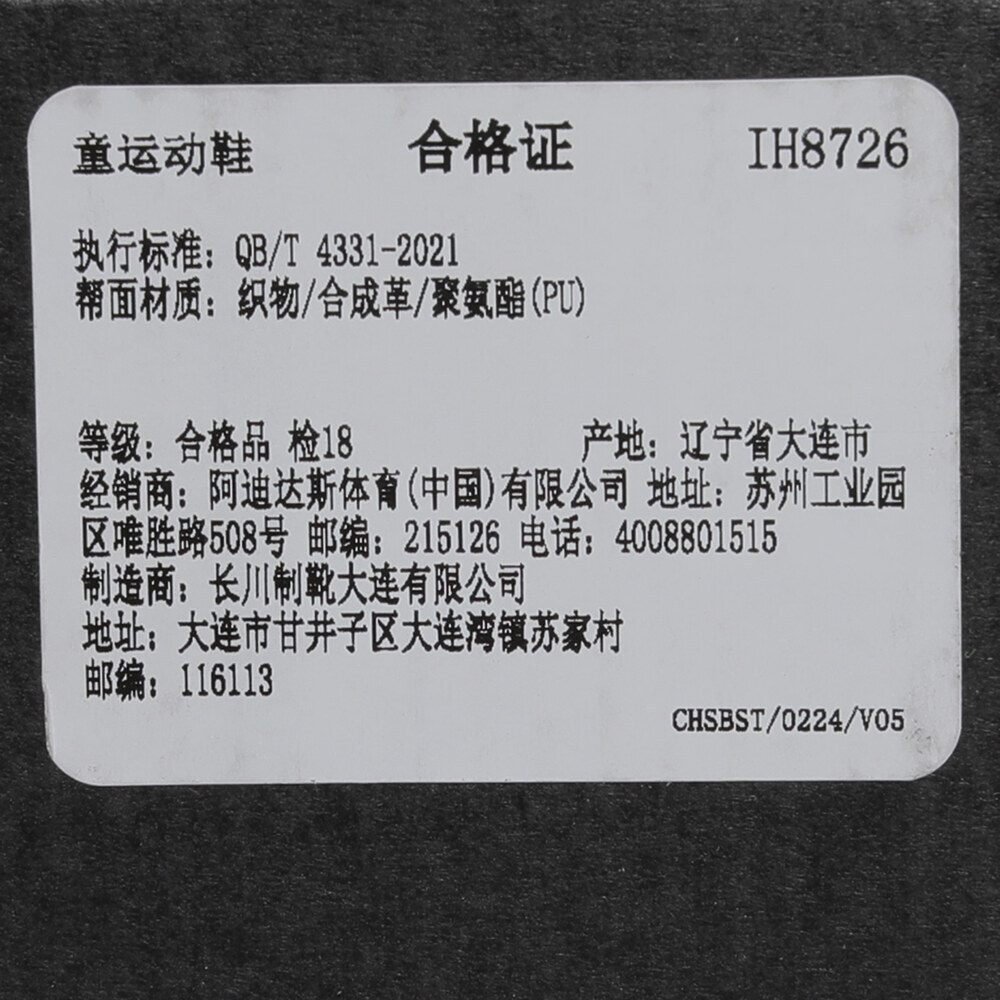 童运动鞋 合格证 IH8726
执行标准：QB/T 4331-2021
帮面材质：织物/合成革/聚氨酯(PU)
等级：合格品 检18 产地：辽宁省大连市
经销商：阿迪达斯体育(中国)有限公司 地址：苏州工业园
区唯胜路508号 邮编：215126 电话：4008801515
制造商：长川制靴大连有限公司
地址：大连市甘井子区大连湾镇苏家村
邮编：116113
CHSBST/0224/V05